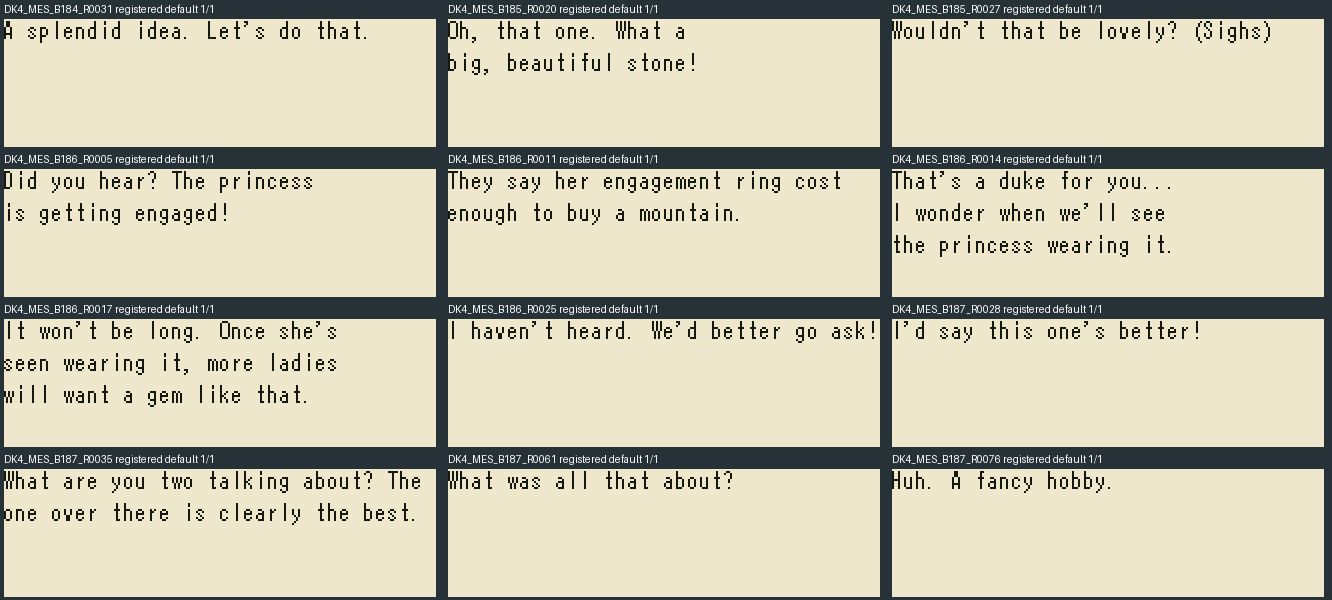 DK4_MES_B184_R0031 registered default 1/1
A splendid idea. Let's do that.
DK4_MES_B185_R0020 registered default 1/1
Oh, that one. What a
big, beautiful stone!
DK4_MES_B185_R0027 registered default 1/1
Wouldn't that be lovely? (Sighs)
DK4_MES_B186_R0005 registered default 1/1
Did you hear? The princess
is getting engaged!
DK4_MES_B186_R0011 registered default 1/1
They say her engagement ring cost
enough to buy a mountain.
DK4_MES_B186_R0014 registered default 1/1
That's a duke for you...
I wonder when we'll see
the princess wearing it.
DK4_MES_B186_R0017 registered default 1/1
It won't be long. Once she's
seen wearing it, more ladies
will want a gem like that.
DK4_MES_B186_R0025 registered default 1/1
I haven't heard. We'd better go ask!
DK4_MES_B187_R0028 registered default 1/1
I'd say this one's better!
DK4_MES_B187_R0035 registered default 1/1
What are you two talking about? The
one over there is clearly the best.
DK4_MES_B187_R0061 registered default 1/1
What was all that about?
DK4_MES_B187_R0076 registered default 1/1
Huh. A fancy hobby.